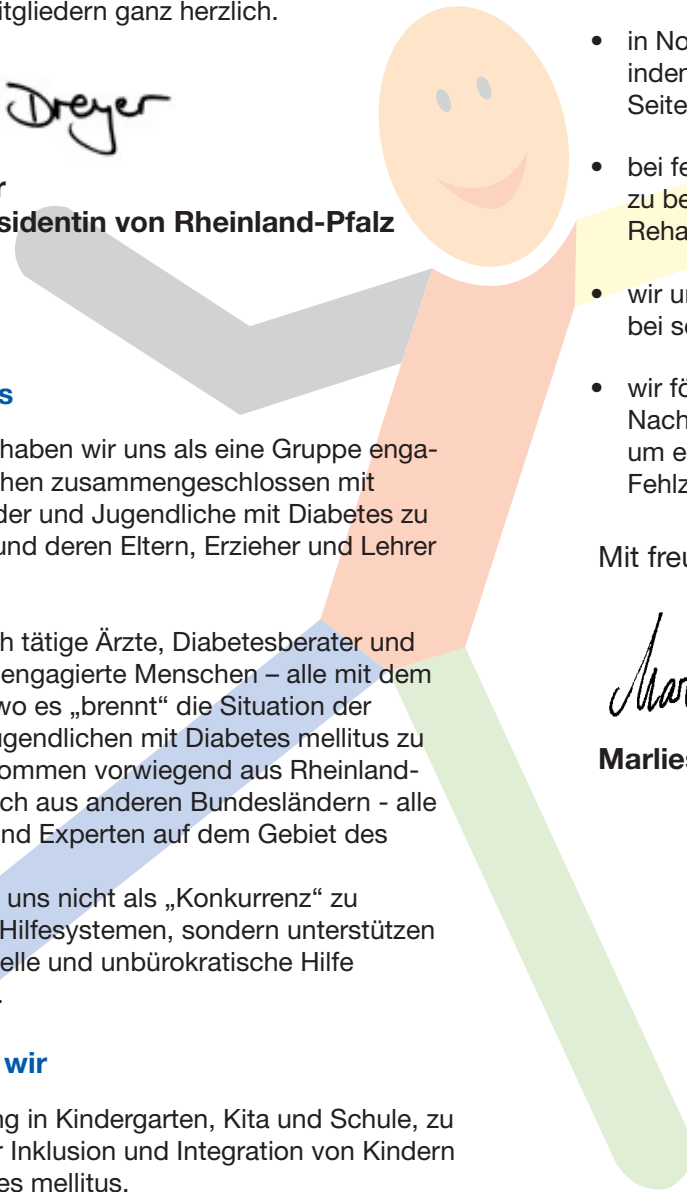 itgliedern ganz herzlich.
Dreyer
r
sidentin von Rheinland-Pfalz
s
haben wir uns als eine Gruppe enga-
chen zusammengeschlossen mit
der und Jugendliche mit Diabetes zu
und deren Eltern, Erzieher und Lehrer
h tätige Ärzte, Diabetesberater und
engagierte Menschen – alle mit dem
wo es „brennt“ die Situation der
ugendlichen mit Diabetes mellitus zu
ommen vorwiegend aus Rheinland-
ch aus anderen Bundesländern - alle
nd Experten auf dem Gebiet des
uns nicht als „Konkurrenz“ zu
Hilfesystemen, sondern unterstützen
elle und unbürokratische Hilfe
.
wir
ng in Kindergarten, Kita und Schule, zu
r Inklusion und Integration von Kindern
es mellitus.
• in No
inder
Seite
• bei fe
zu be
Reha
• wir u
bei se
• wir fö
Nach
um e
Fehlz
Mit freu
Mar
Marlies